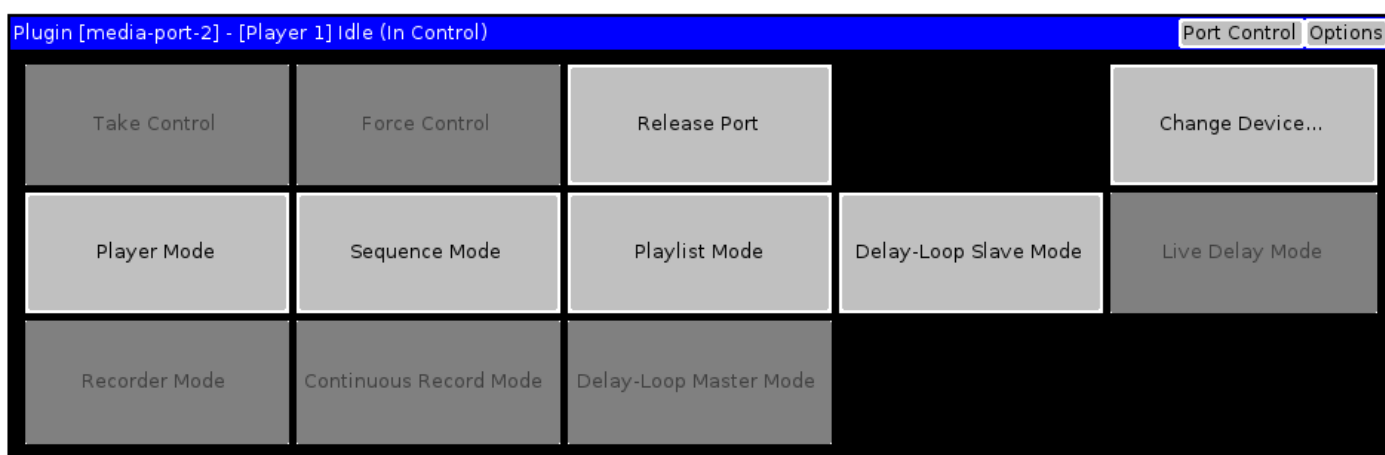 Plugin [media-port-2] - [Player 1] Idle (In Control) Port Control Options
Take Control Force Control Release Port Change Device...
Player Mode Sequence Mode Playlist Mode Delay-Loop Slave Mode Live Delay Mode
Recorder Mode Continuous Record Mode Delay-Loop Master Mode